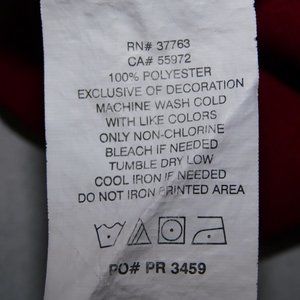 RN# 37763
CA# 55972
100% POLYESTER
EXCLUSIVE OF DECORATION
MACHINE WASH COLD
WITH LIKE COLORS
ONLY NON-CHLORINE
BLEACH IF NEEDED
TUMBLE DRY LOW
COOL IRON IF NEEDED
DO NOT IRON PRINTED AREA
PO# PR 3459